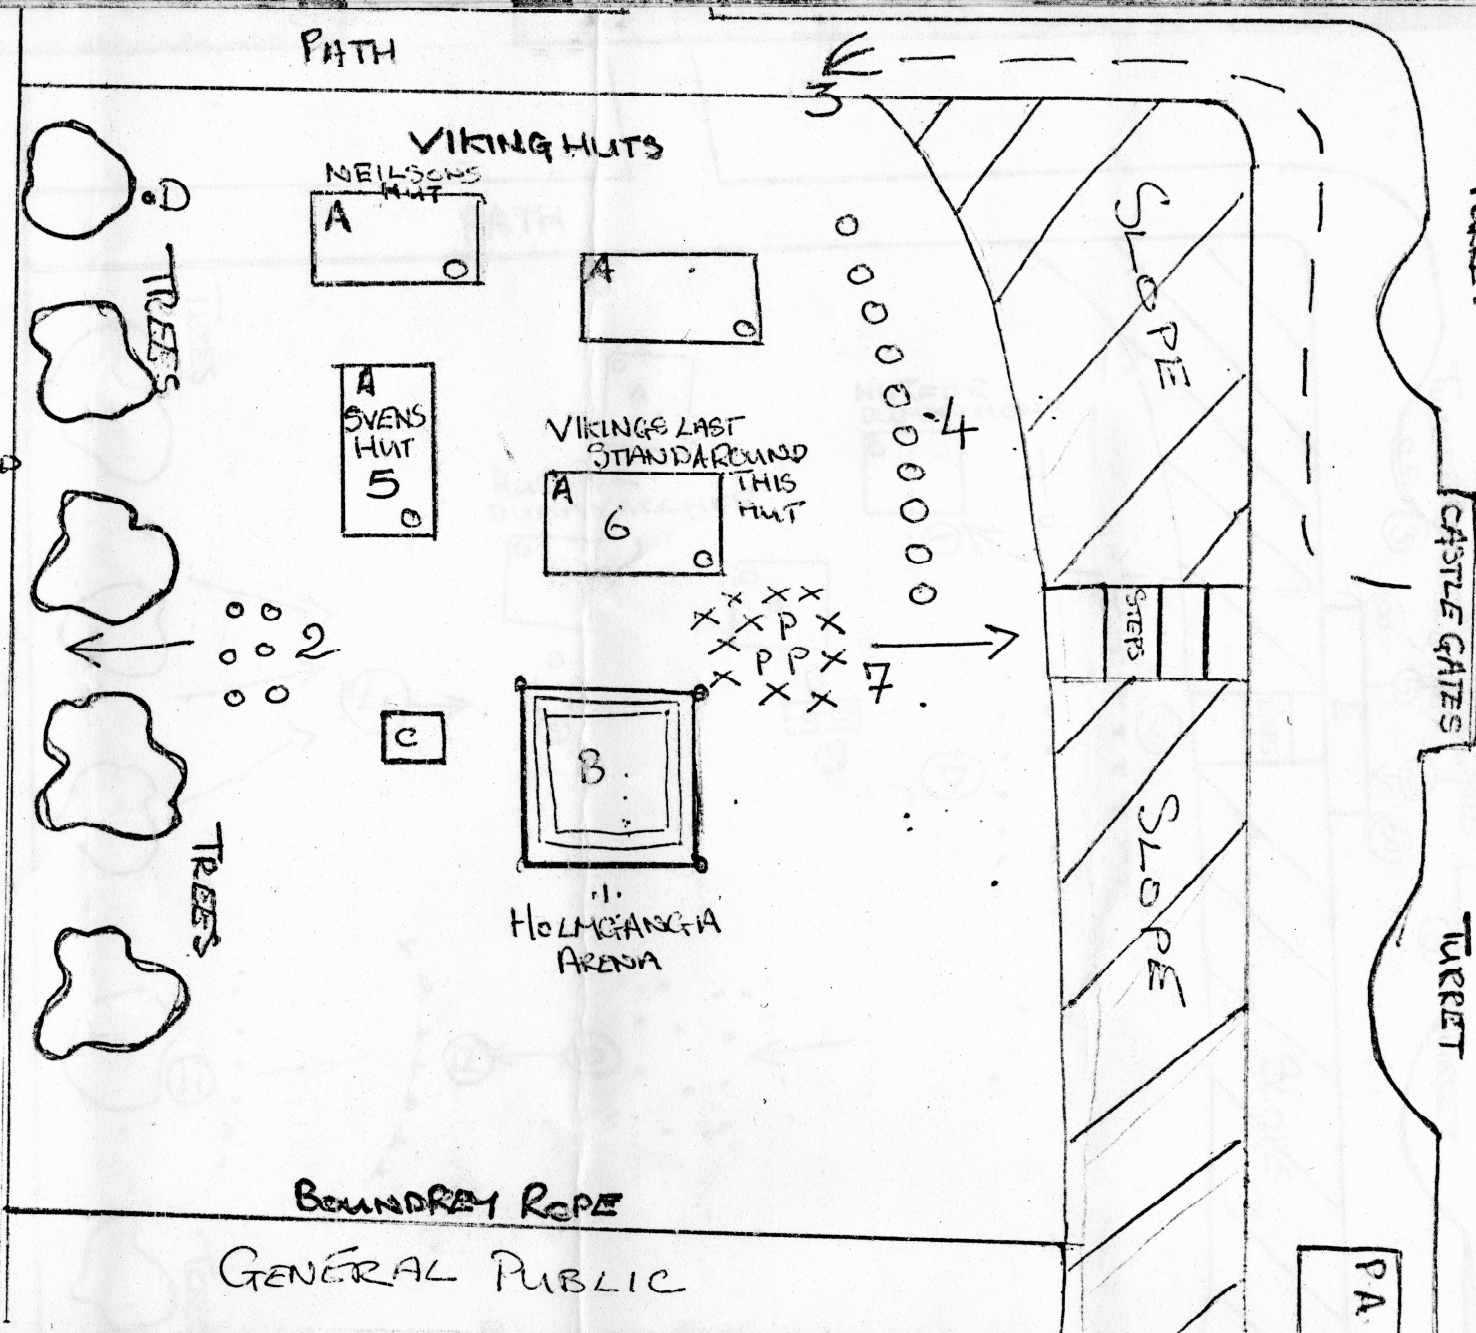 PATH
3
VIKING HUTS
NEILSONS
HUT
A
.D
TREES
A
SLOPE
A
SVENS
HUT
5
VIKINGS LAST
STAND AROUND
THIS
HUT
A
6
4
CASTLE GATES
STEPS
2
X X X
X X P X
X P P X
X X X
7
C
B
1.
HOLMGANGA
ARENA
SLOPE
TREES
TURRET
BOUNDREY ROPE
GENERAL PUBLIC
P.A.